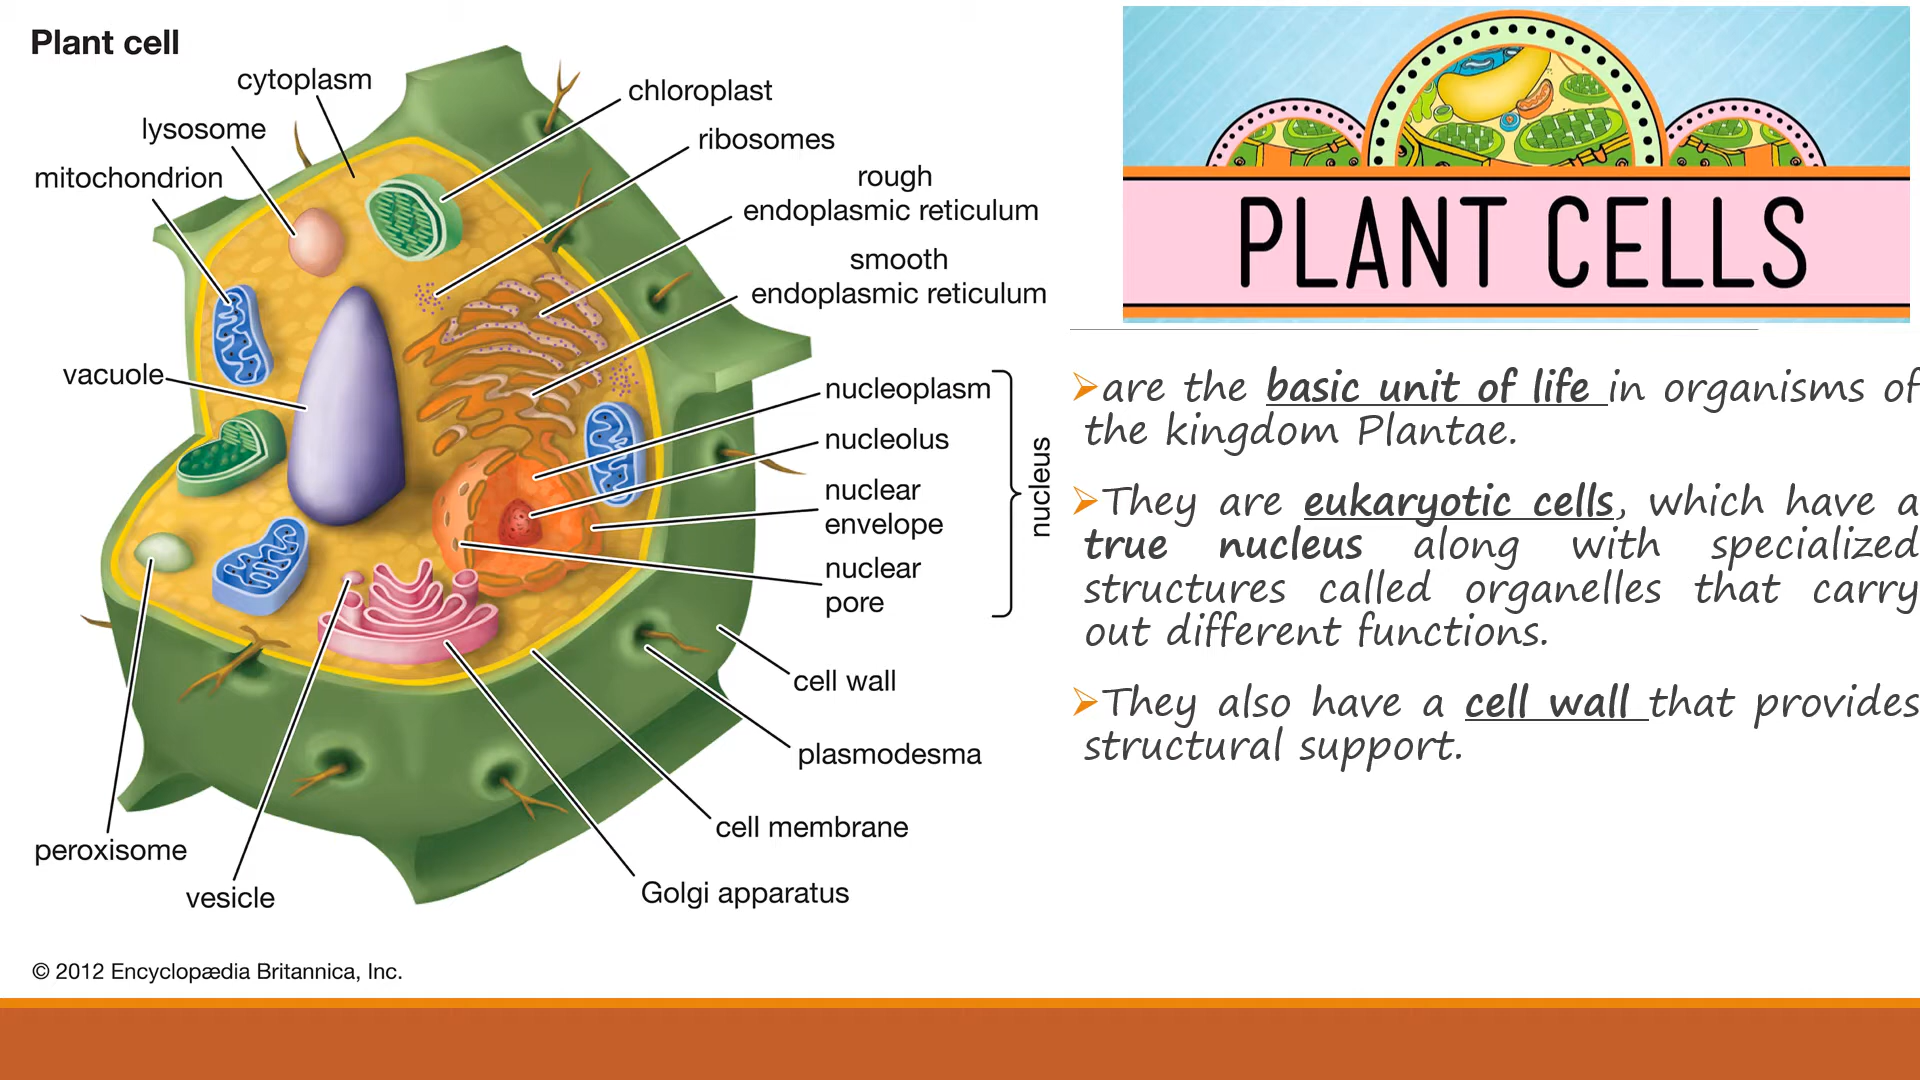 Plant cell
cytoplasm
lysosome
mitochondrion
vacuole
peroxisome
vesicle
chloroplast
ribosomes
rough
endoplasmic reticulum
smooth
endoplasmic reticulum
nucleoplasm
nucleolus
nuclear
envelope
nuclear
pore
nucleus
cell wall
plasmodesma
cell membrane
Golgi apparatus
© 2012 Encyclopædia Britannica, Inc.
PLANT CELLS
are the basic unit of life in organisms of
the kingdom Plantae.
They are eukaryotic cells, which have a
true nucleus along with specialized
structures called organelles that carry
out different functions.
They also have a cell wall that provides
structural support.